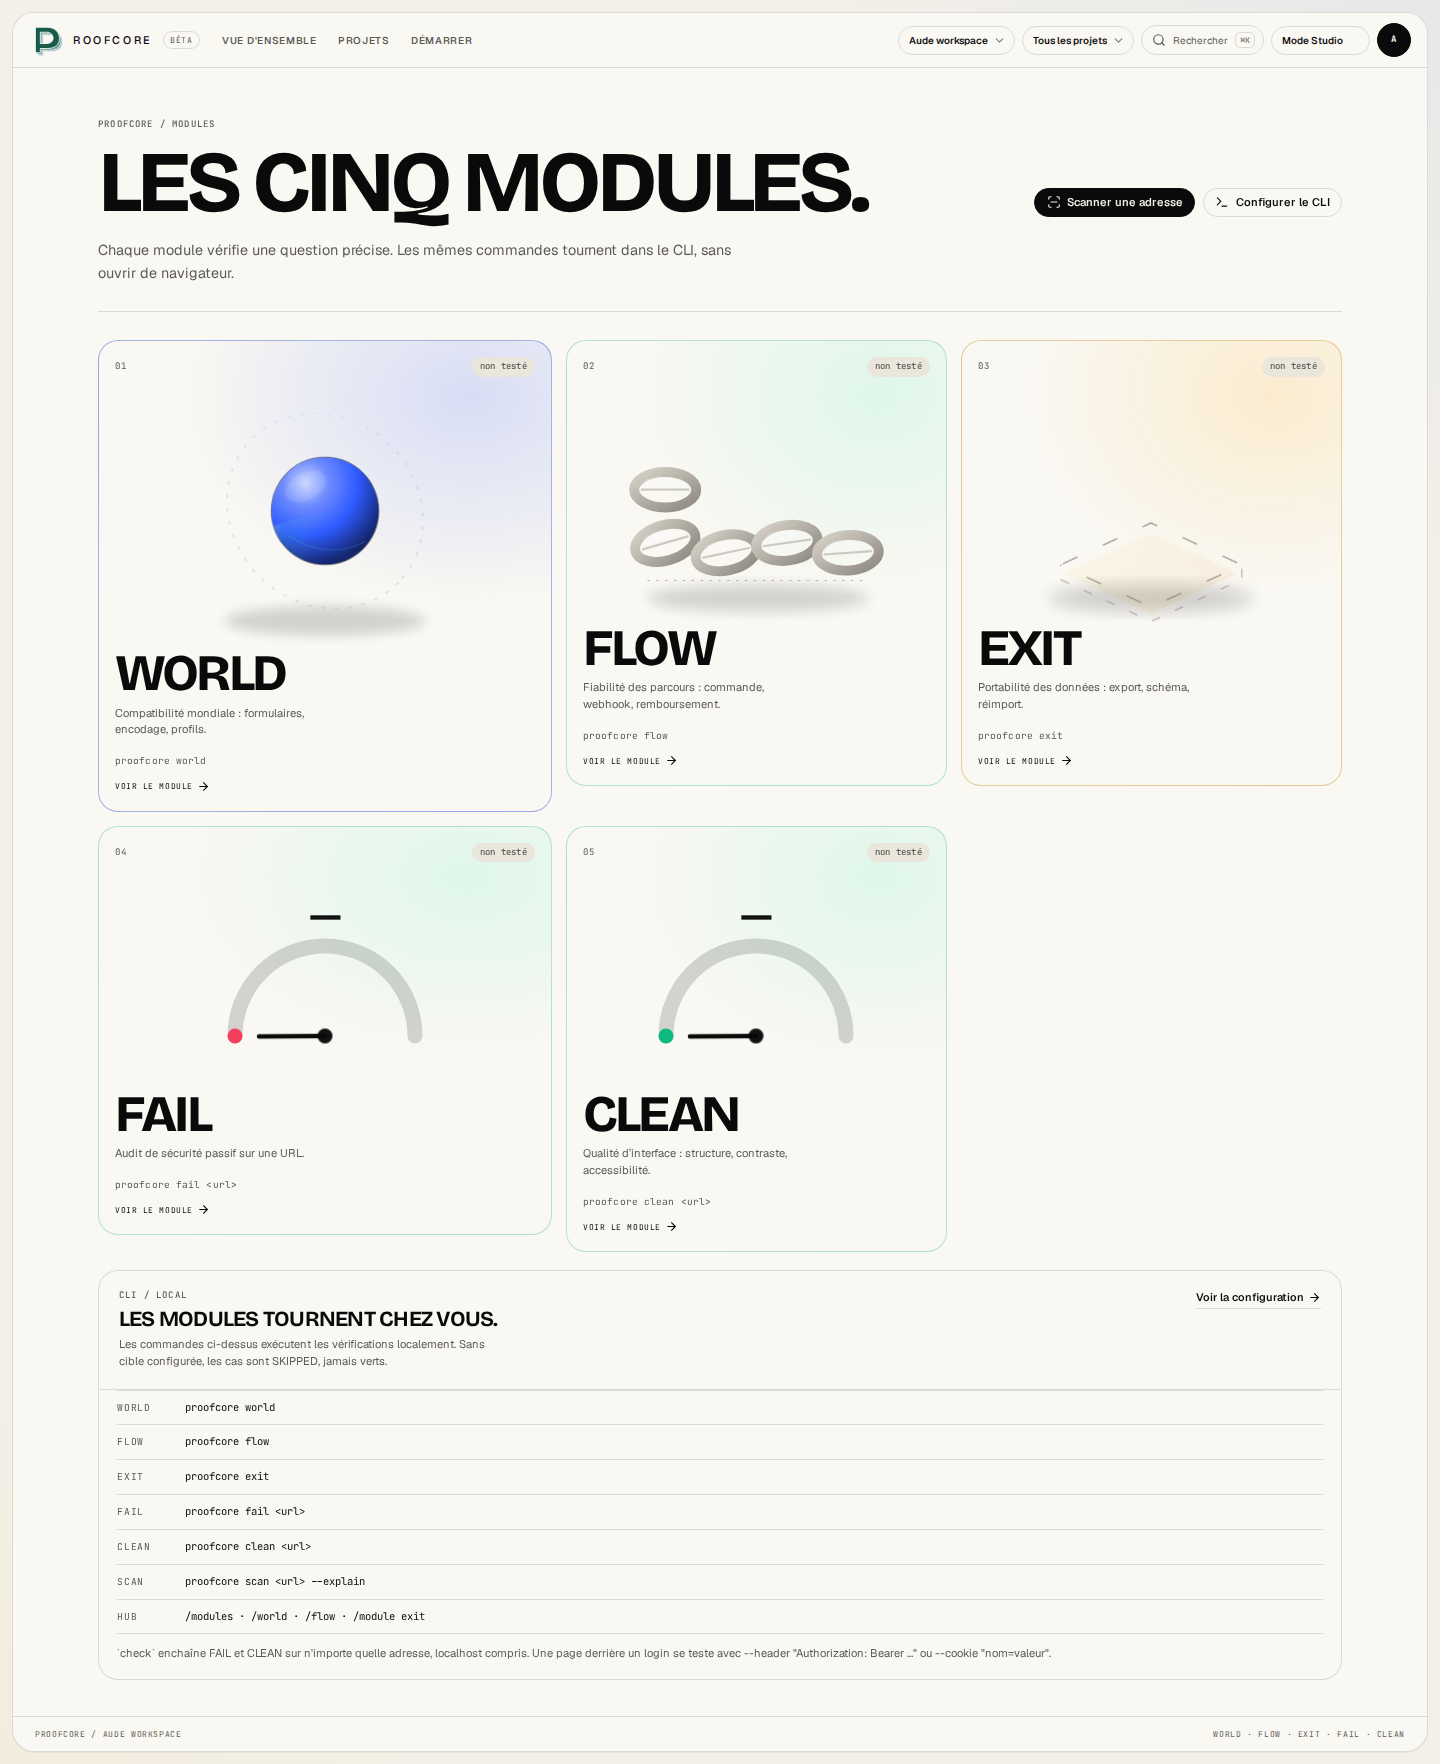 ROOFCORE
BÊTA
VUE D'ENSEMBLE
PROJETS
DÉMARRER
Aude workspace
Tous les projets
Rechercher
⌘K
Mode Studio
A
PROOFCORE / MODULES
LES CINQ MODULES.
Scanner une adresse
Configurer le CLI
Chaque module vérifie une question précise. Les mêmes commandes tournent dans le CLI, sans
ouvrir de navigateur.
01
non testé
WORLD
Compatibilité mondiale : formulaires,
encodage, profils.
proofcore world
VOIR LE MODULE →
02
non testé
FLOW
Fiabilité des parcours : commande,
webhook, remboursement.
proofcore flow
VOIR LE MODULE →
03
non testé
EXIT
Portabilité des données : export, schéma,
réimport.
proofcore exit
VOIR LE MODULE →
04
non testé
FAIL
Audit de sécurité passif sur une URL.
proofcore fail <url>
VOIR LE MODULE →
05
non testé
CLEAN
Qualité d'interface : structure, contraste,
accessibilité.
proofcore clean <url>
VOIR LE MODULE →
CLI / LOCAL
LES MODULES TOURNENT CHEZ VOUS.
Les commandes ci-dessus exécutent les vérifications localement. Sans
cible configurée, les cas sont SKIPPED, jamais verts.
Voir la configuration →
WORLD proofcore world
FLOW proofcore flow
EXIT proofcore exit
FAIL proofcore fail <url>
CLEAN proofcore clean <url>
SCAN proofcore scan <url> --explain
HUB /modules · /world · /flow · /module exit
`check` enchaîne FAIL et CLEAN sur n'importe quelle adresse, localhost compris. Une page derrière un login se teste avec --header "Authorization: Bearer …" ou --cookie "nom=valeur".
PROOFCORE / AUDE WORKSPACE
WORLD · FLOW · EXIT · FAIL · CLEAN